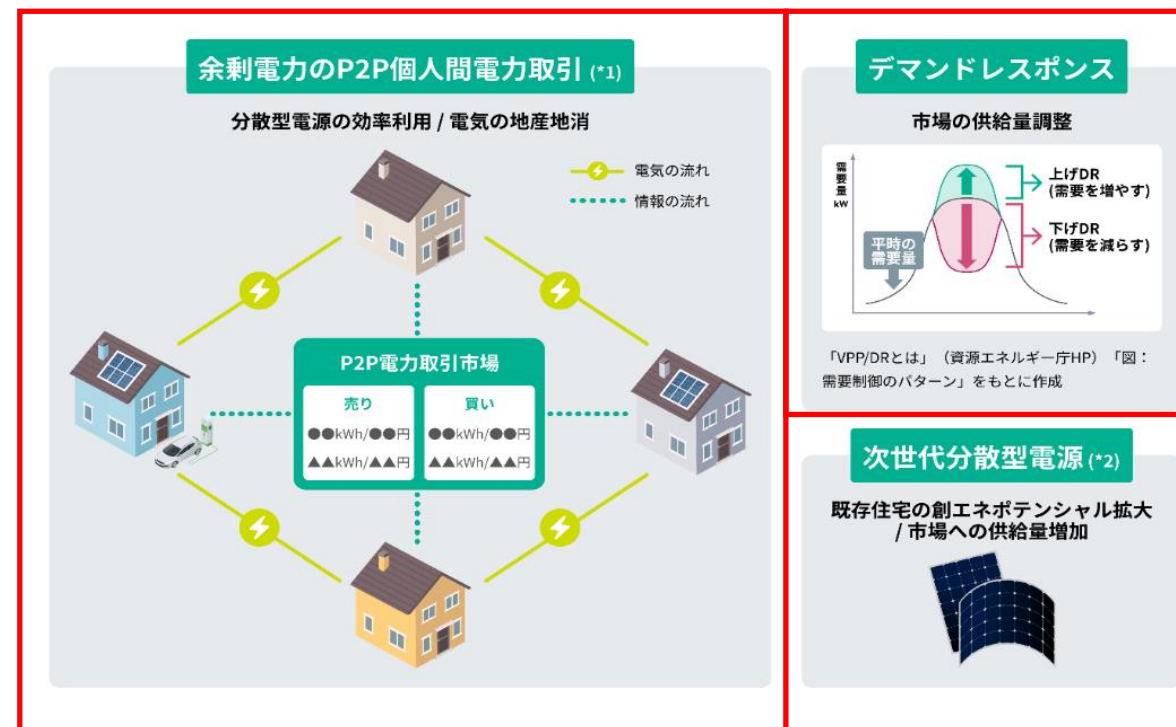 余剰電力のP2P個人間電力取引 (*1)
分散型電源の効率利用 / 電気の地産地消
電気の流れ
情報の流れ
P2P電力取引市場
売り
●●kWh/●●円
▲▲kWh/▲▲円
買い
●●kWh/●●円
▲▲kWh/▲▲円
デマンドレスポンス
市場の供給量調整
需要量
kW
平時の
需要量
上げDR
(需要を増やす)
下げDR
(需要を減らす)
「VPP/DRとは」（資源エネルギー庁HP）「図：
需要制御のパターン」をもとに作成
次世代分散型電源 (*2)
既存住宅の創エネポテンシャル拡大
/ 市場への供給量増加